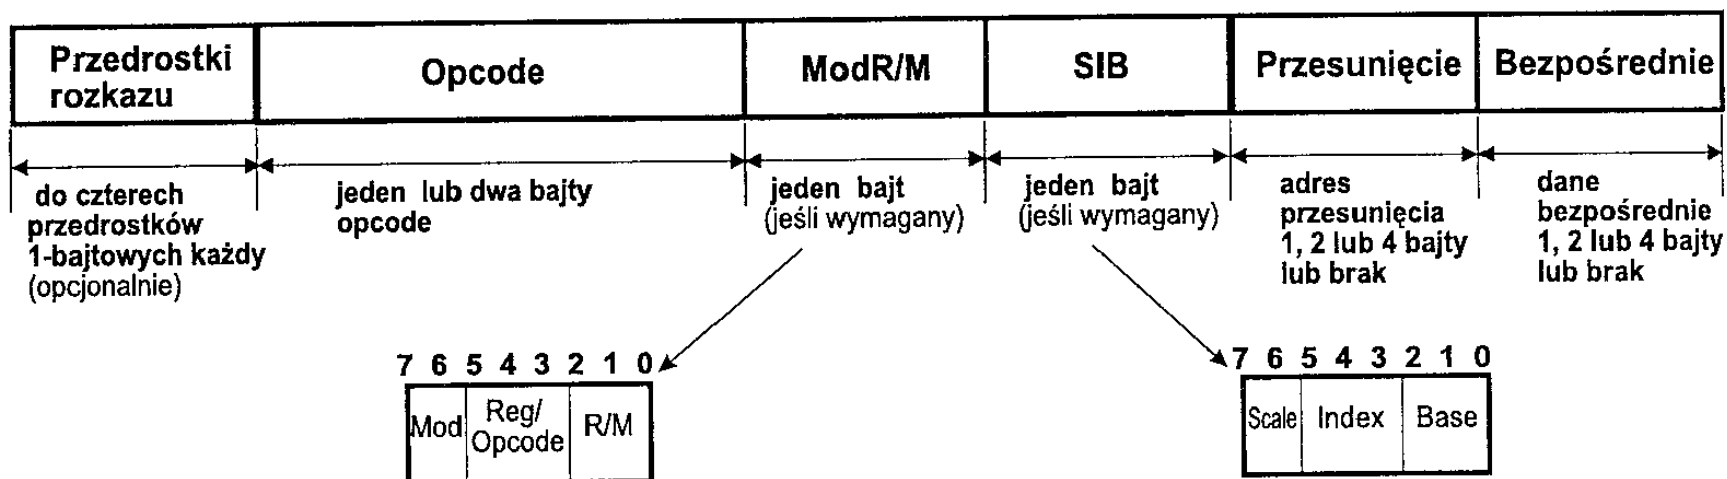 Przedrostki
rozkazu
Opcode
ModR/M
SIB
Przesunięcie
Bezpośrednie
do czterech
przedrostków
1-bajtowych każdy
(opcjonalnie)
jeden lub dwa bajty
opcode
jeden bajt
(jeśli wymagany)
jeden bajt
(jeśli wymagany)
adres
przesunięcia
1, 2 lub 4 bajty
lub brak
dane
bezpośrednie
1, 2 lub 4 bajty
lub brak
7 6 5 4 3 2 1 0
Mod
Reg/
Opcode
R/M
7 6 5 4 3 2 1 0
Scale
Index
Base